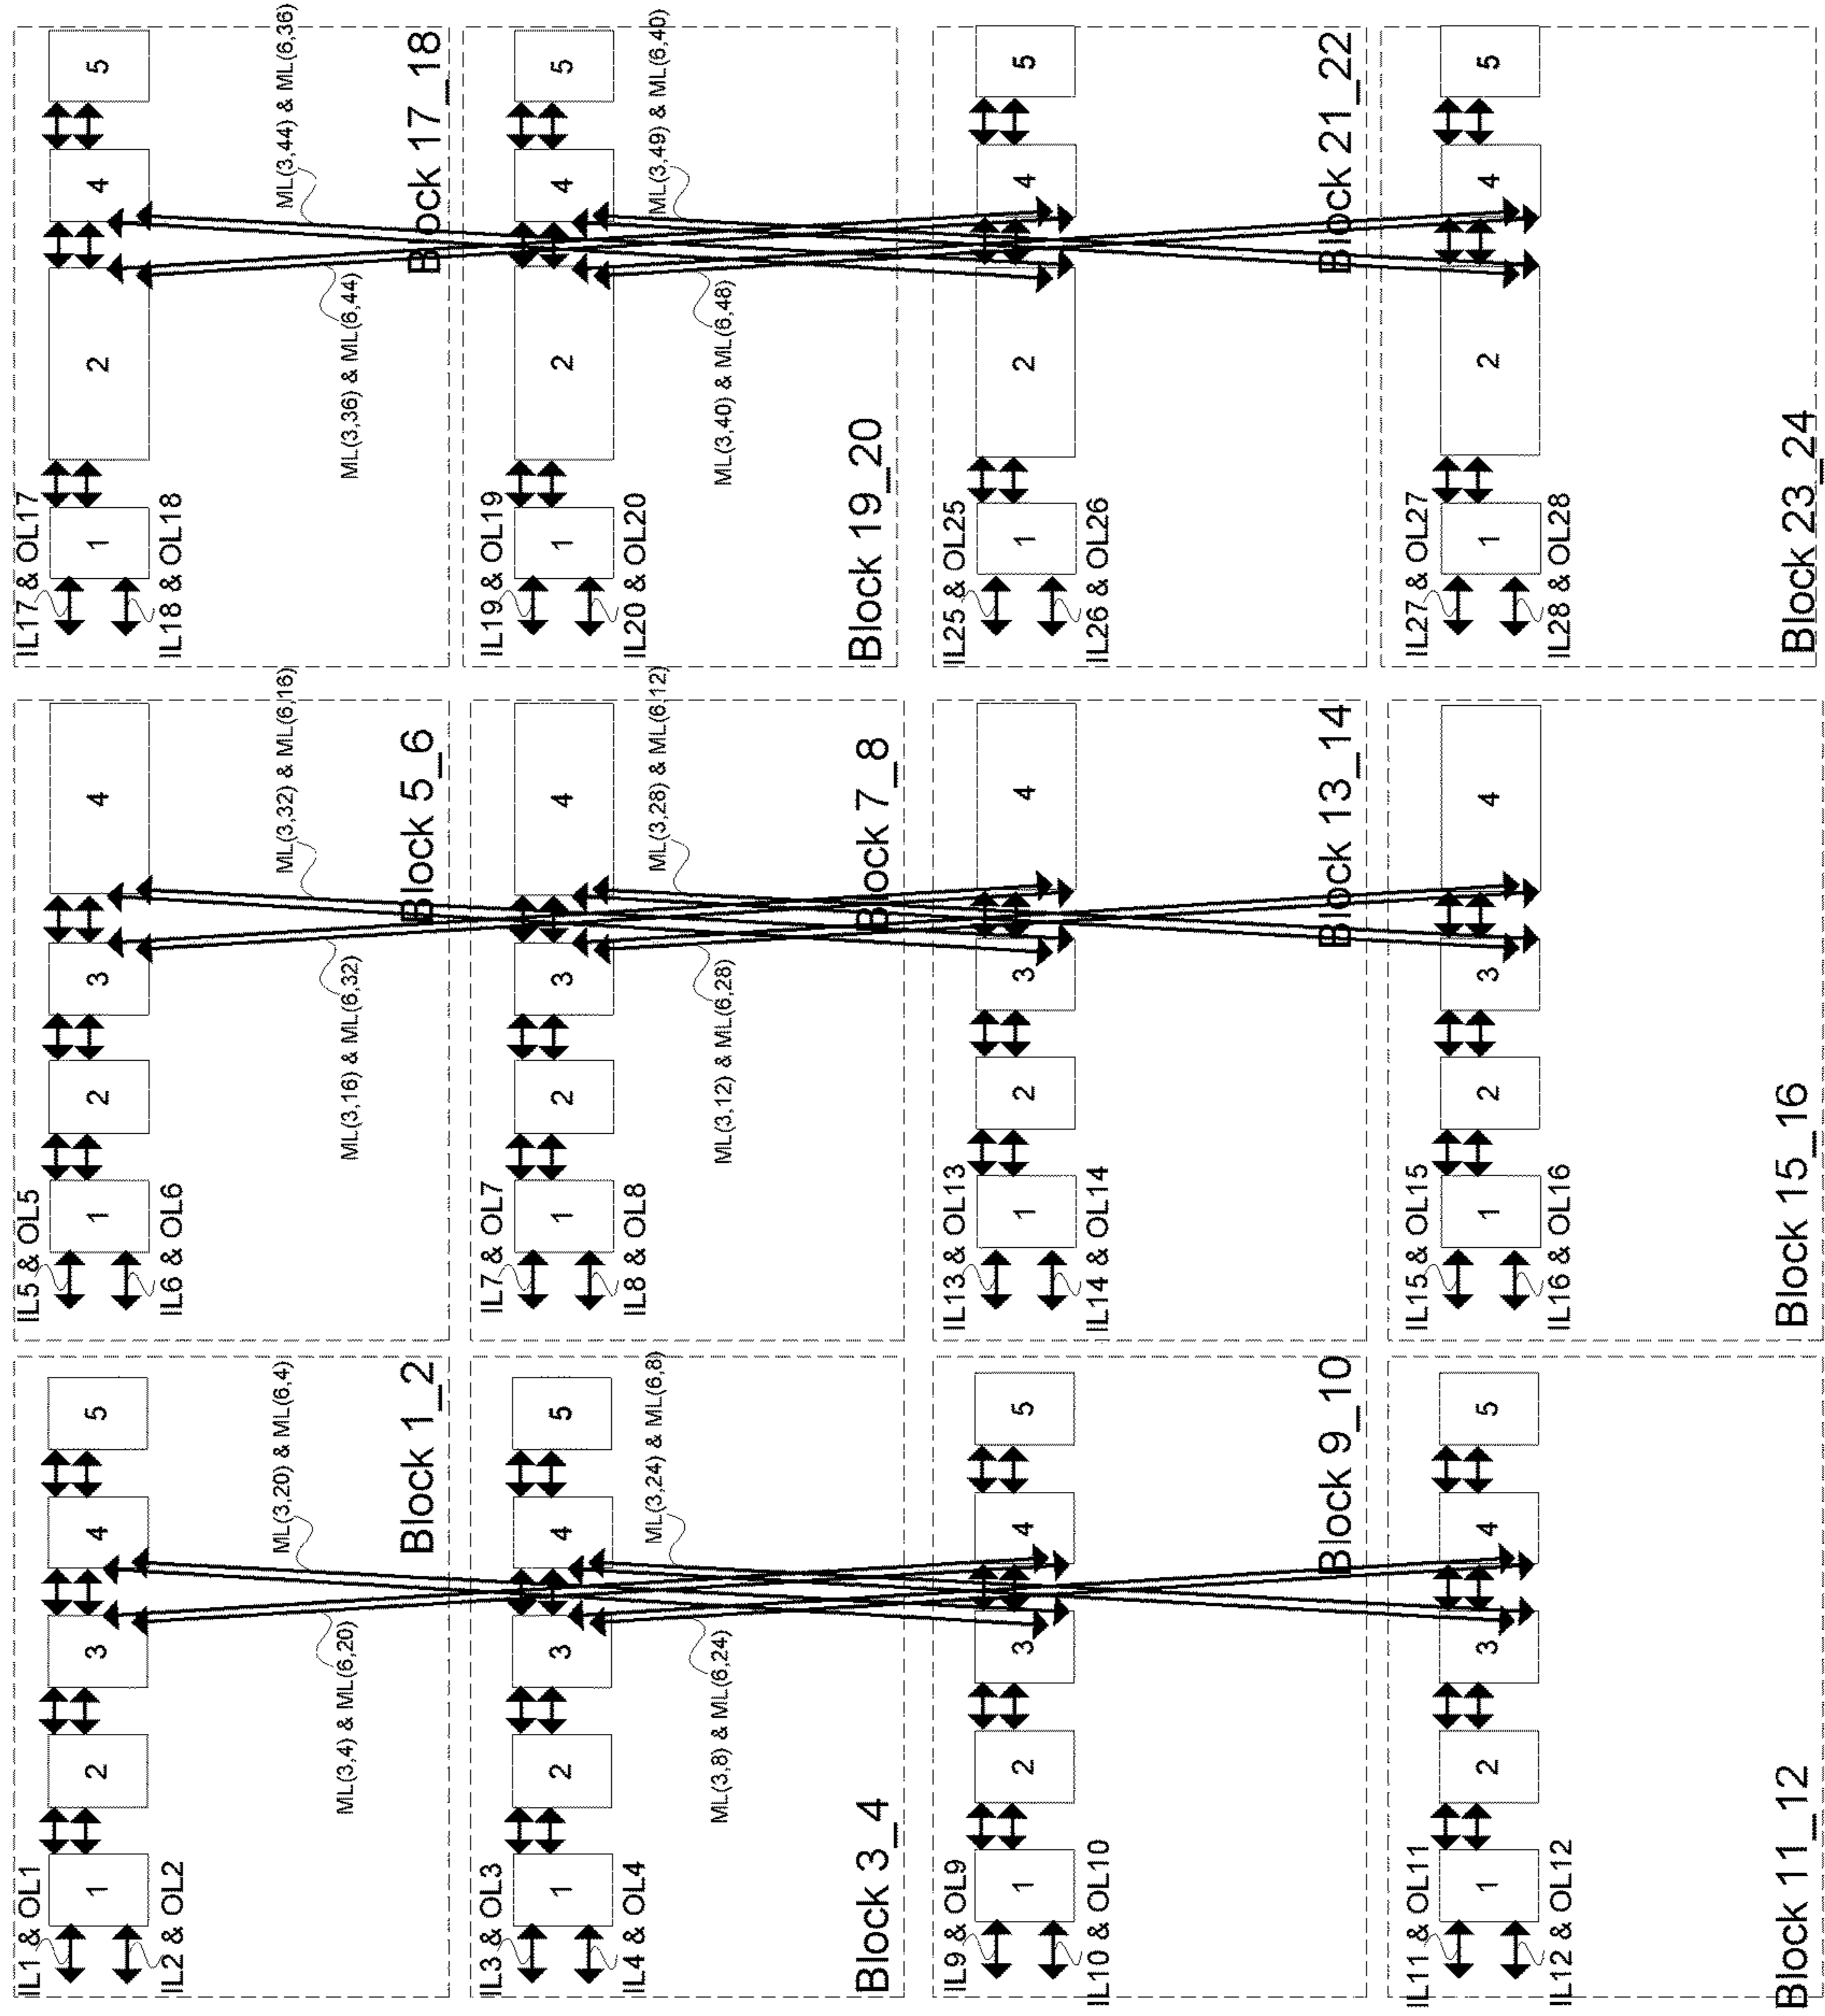 IL1 & OL1
IL2 & OL2
1
2
3
4
5
ML(3,4) & ML(6,20)
ML(3,20) & ML(6,4)
Block 1_2
IL3 & OL3
IL4 & OL4
1
2
3
4
5
ML(3,8) & ML(6,24)
ML(3,24) & ML(6,8)
Block 3_4
IL9 & OL9
IL10 & OL10
1
2
3
4
5
Block 9_10
IL11 & OL11
IL12 & OL12
1
2
3
4
5
Block 11_12
IL5 & OL5
IL6 & OL6
1
2
3
4
ML(3,16) & ML(6,32)
ML(3,32) & ML(6,16)
Block 5_6
IL7 & OL7
IL8 & OL8
1
2
3
4
ML(3,12) & ML(6,28)
ML(3,28) & ML(6,12)
Block 7_8
IL13 & OL13
IL14 & OL14
1
2
3
4
Block 13_14
IL15 & OL15
IL16 & OL16
1
2
3
4
Block 15_16
IL17 & OL17
IL18 & OL18
1
2
4
5
ML(3,36) & ML(6,44)
ML(3,44) & ML(6,36)
Block 17_18
IL19 & OL19
IL20 & OL20
1
2
4
5
ML(3,40) & ML(6,48)
ML(3,49) & ML(6,40)
Block 19_20
IL25 & OL25
IL26 & OL26
1
2
4
5
Block 21_22
IL27 & OL27
IL28 & OL28
1
2
4
5
Block 23_24